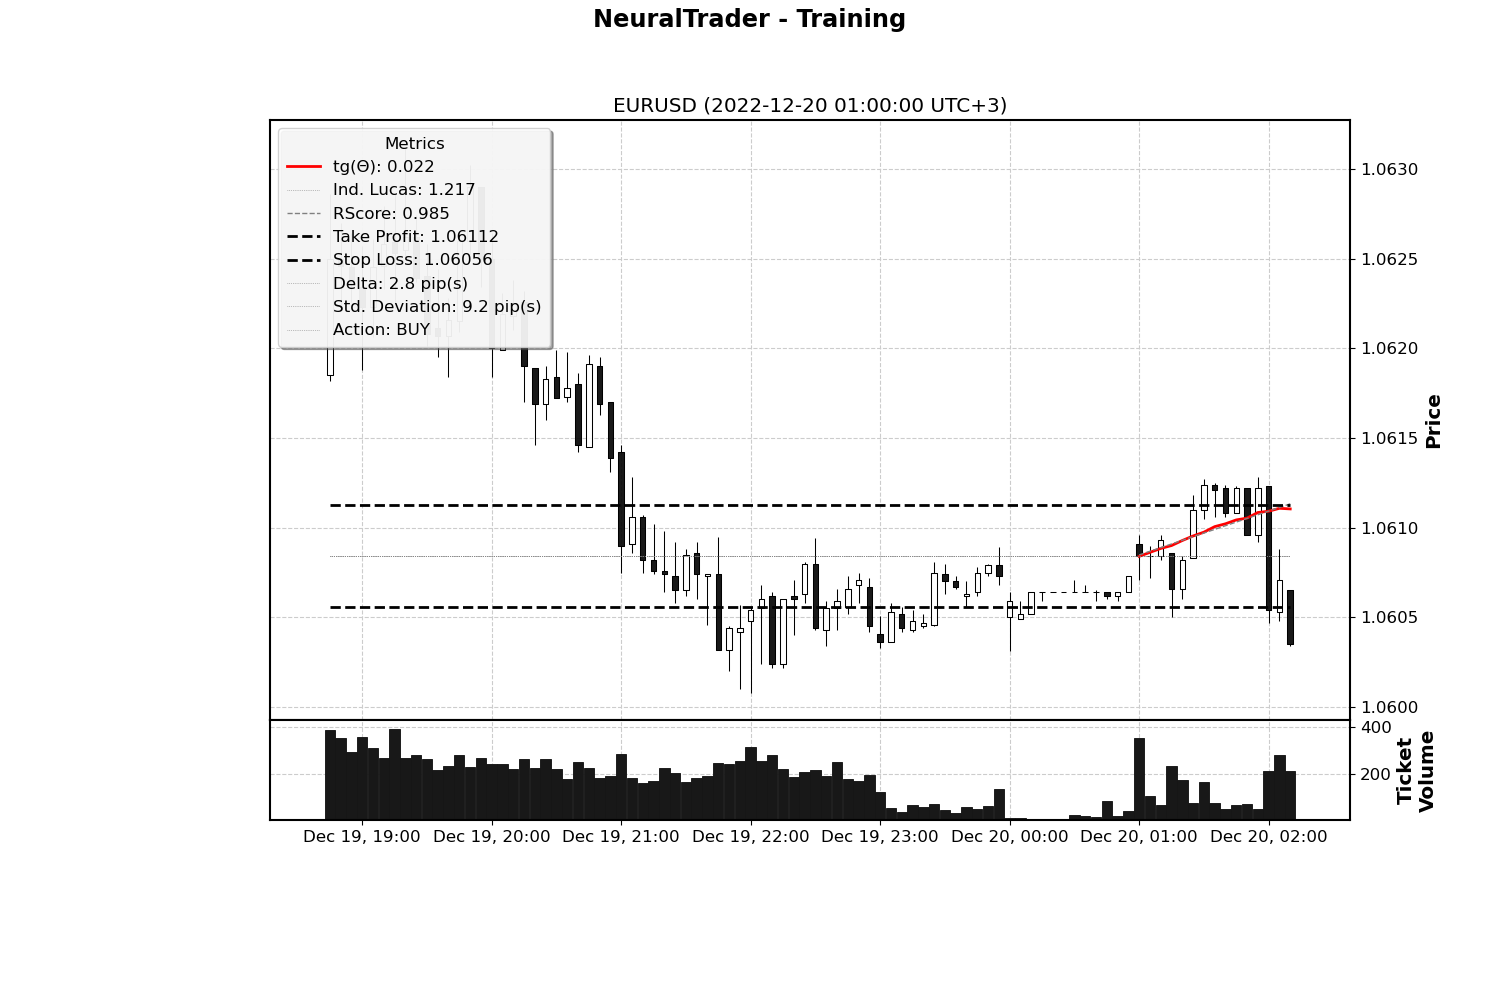 NeuralTrader - Training
EURUSD (2022-12-20 01:00:00 UTC+3)
Metrics
tg(Θ): 0.022
Ind. Lucas: 1.217
RScore: 0.985
Take Profit: 1.06112
Stop Loss: 1.06056
Delta: 2.8 pip(s)
Std. Deviation: 9.2 pip(s)
Action: BUY
1.0630
1.0625
1.0620
1.0615
1.0610
1.0605
1.0600
Price
400
200
Ticket
Volume
Dec 19, 19:00 Dec 19, 20:00 Dec 19, 21:00 Dec 19, 22:00 Dec 19, 23:00 Dec 20, 00:00 Dec 20, 01:00 Dec 20, 02:00